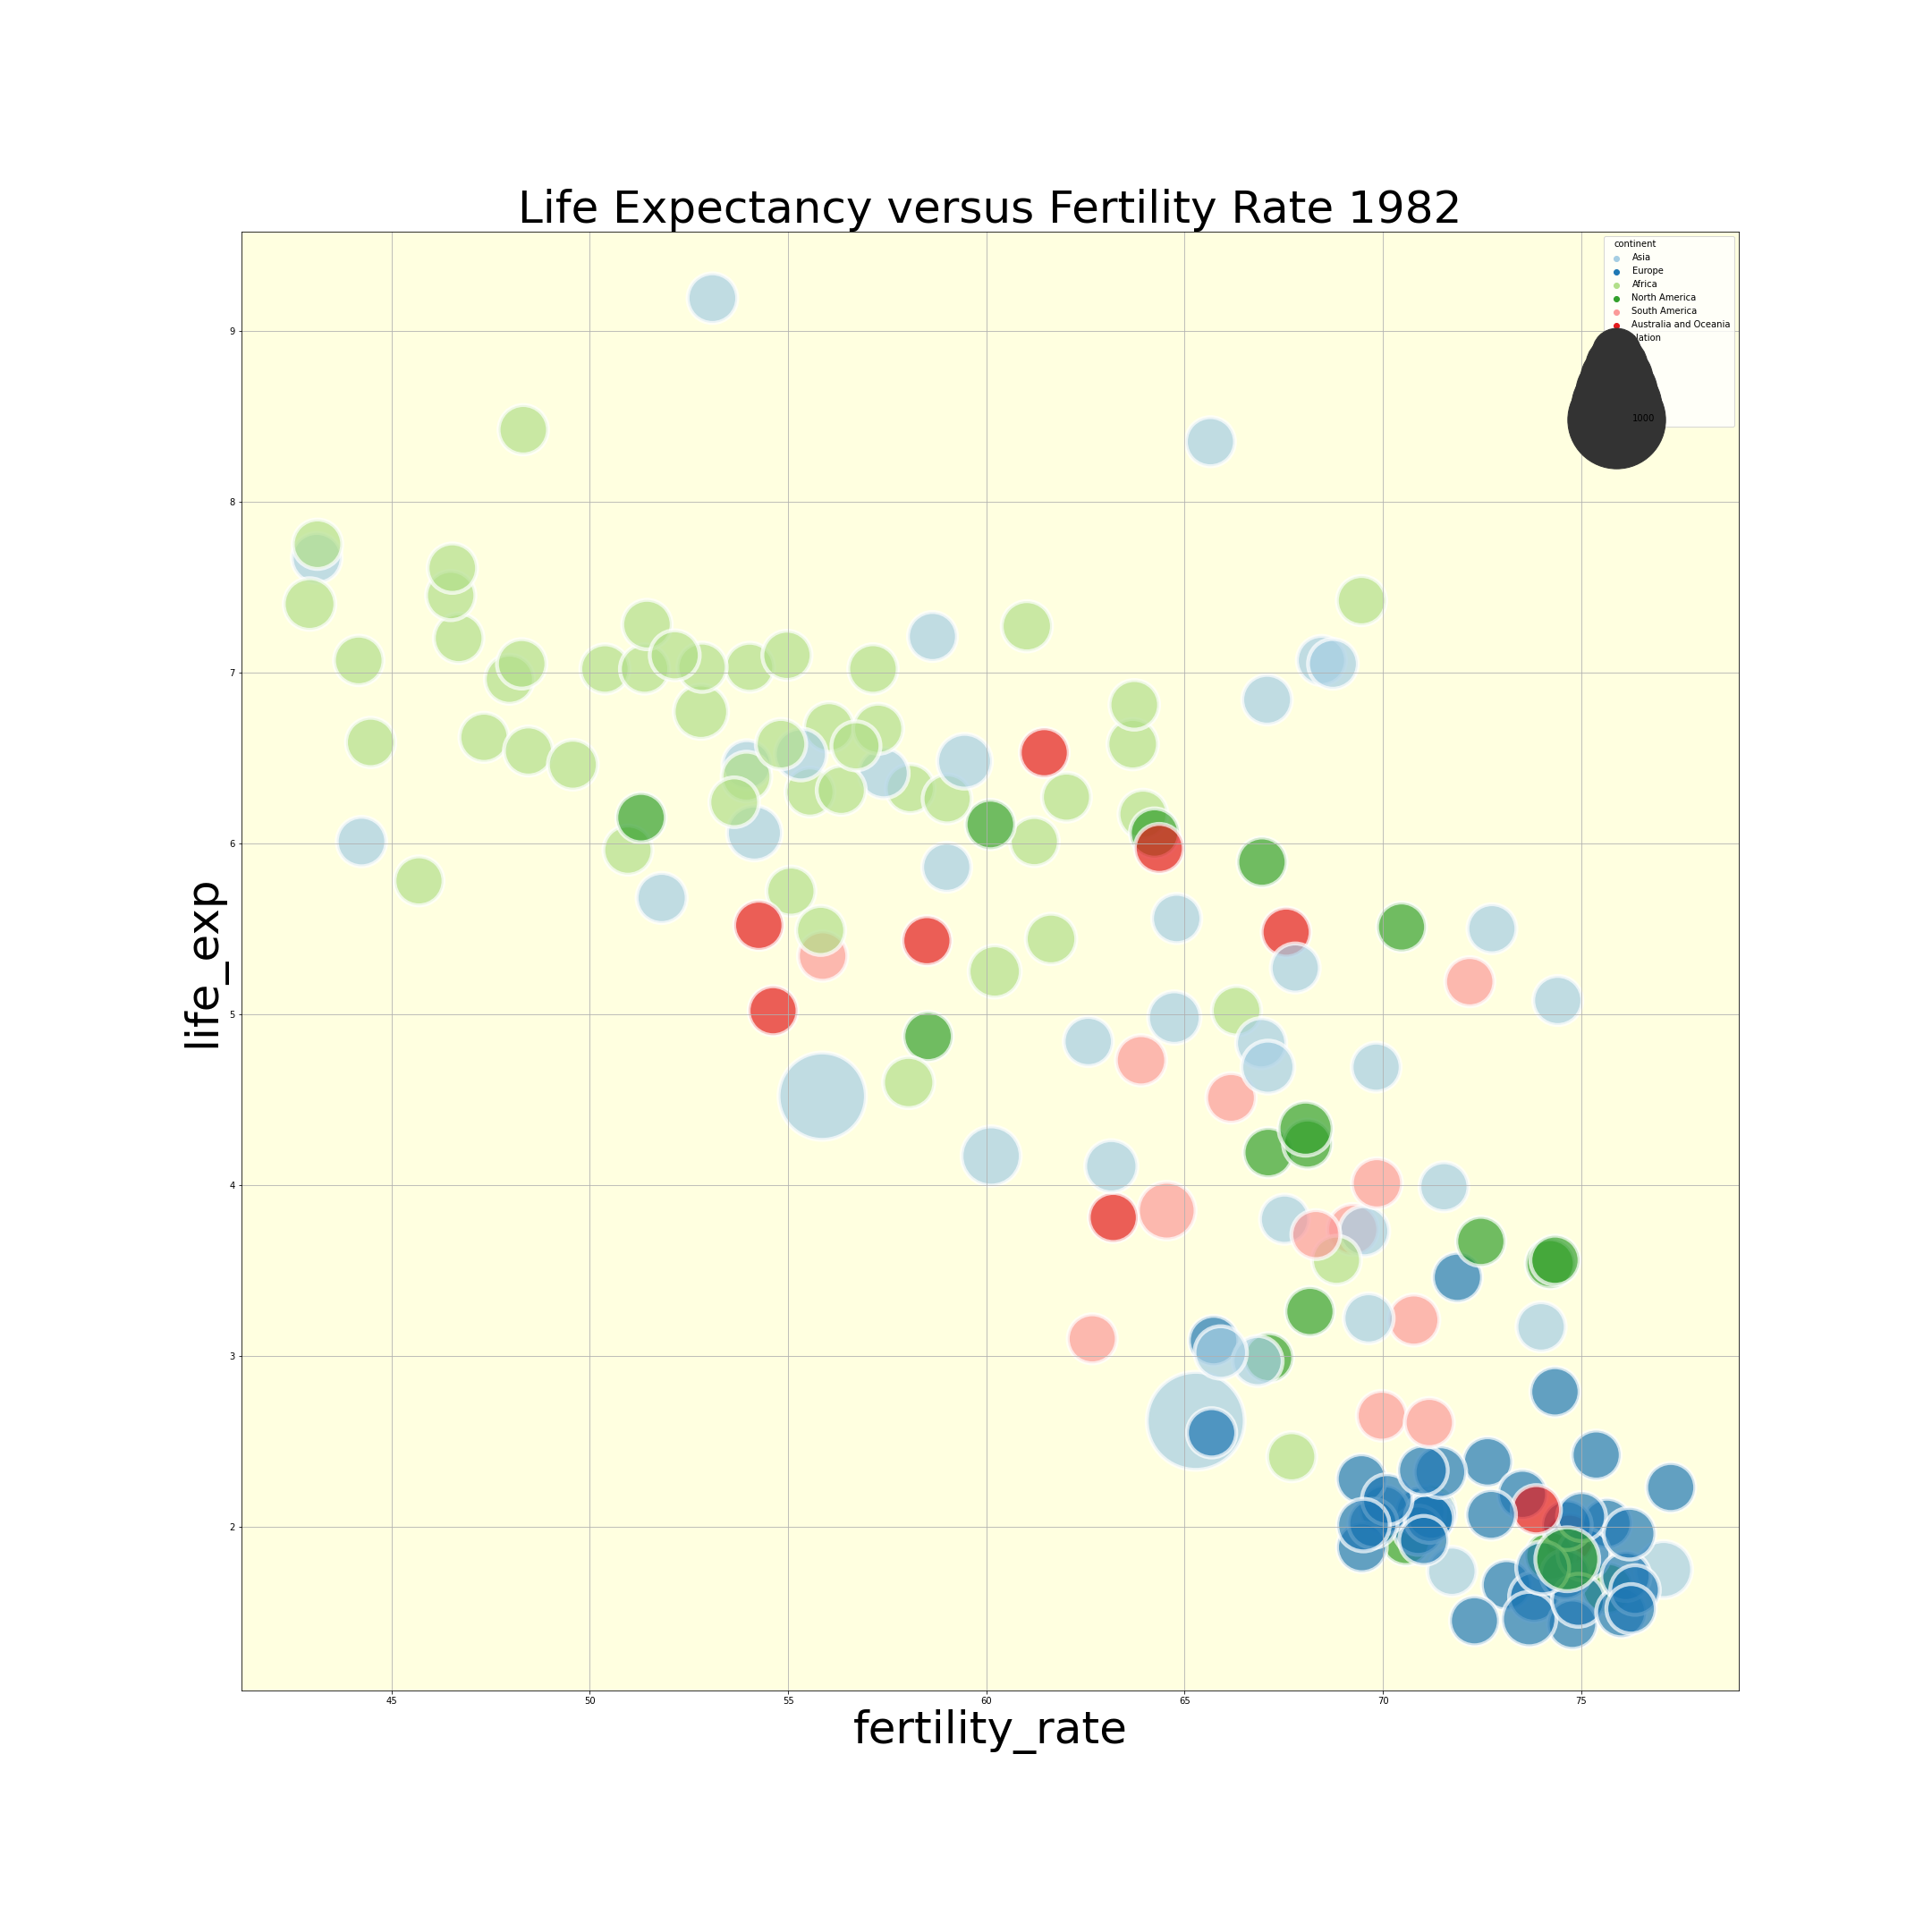 Life Expectancy versus Fertility Rate 1982
continent
Asia
Europe
Africa
North America
South America
Australia and Oceania
1000
9
8
7
6
5
4
3
2
life_exp
45 50 55 60 65 70 75
fertility_rate